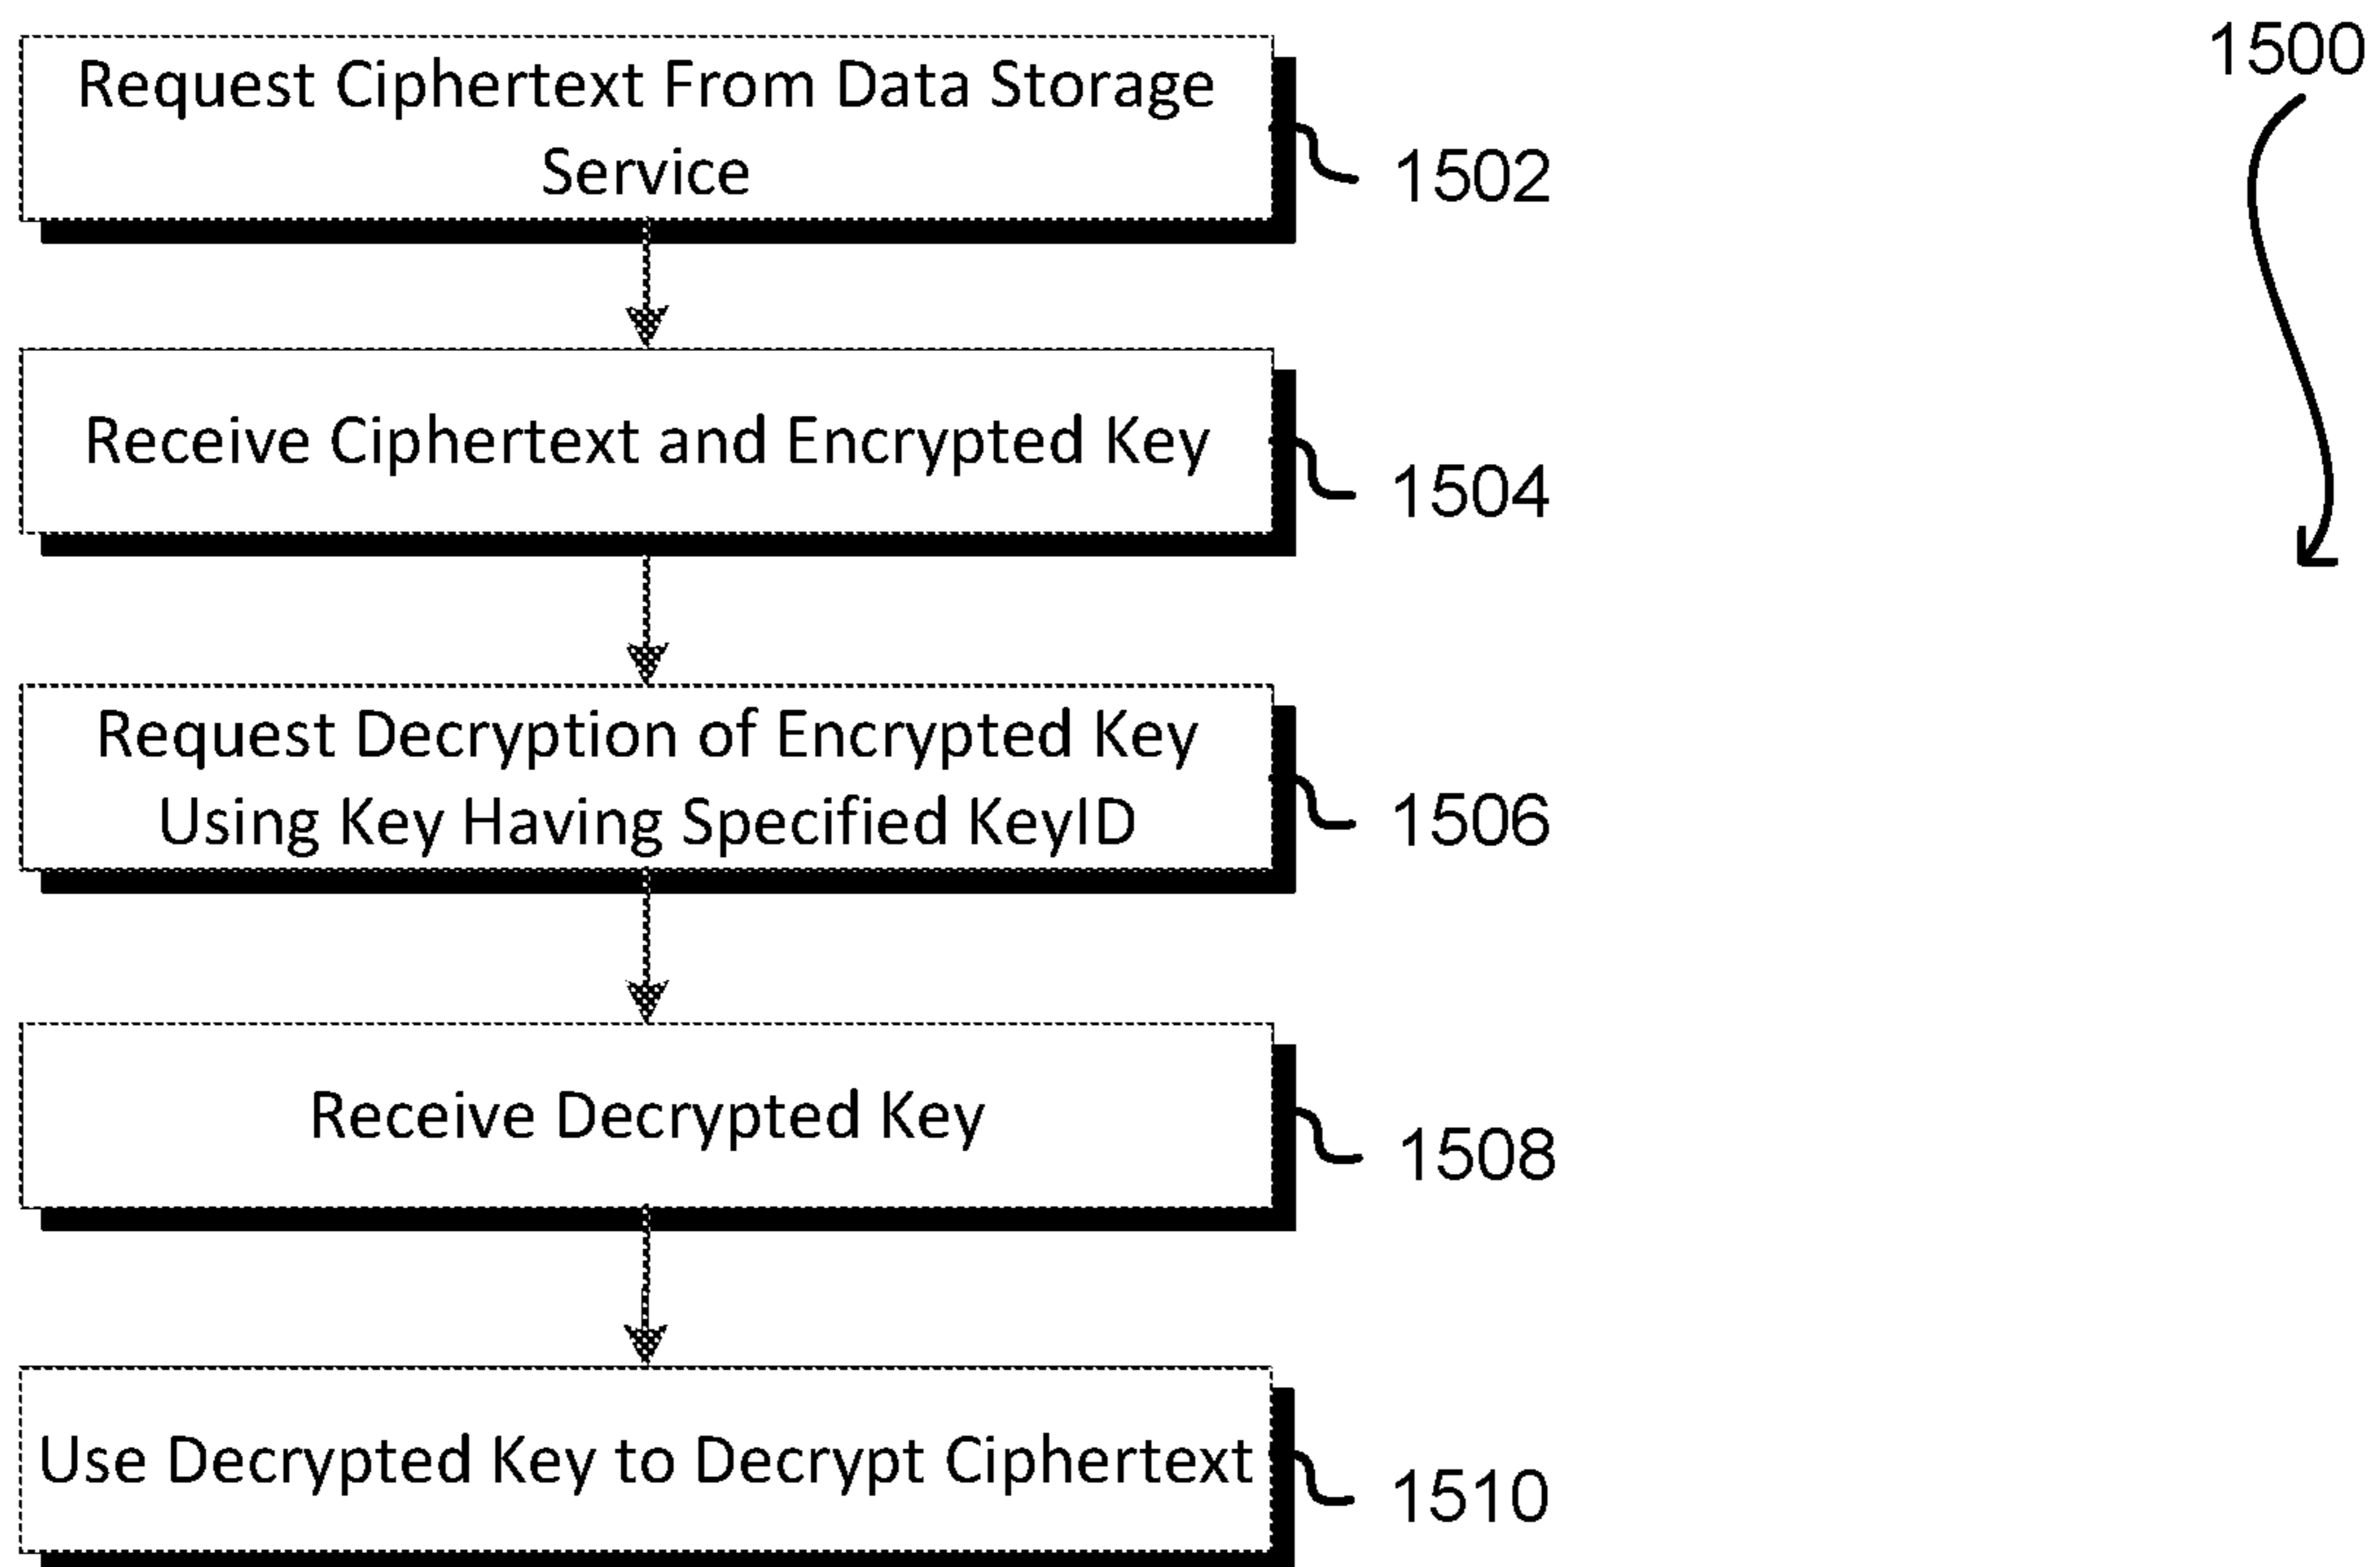 1500
Request Ciphertext From Data Storage
Service
1502
Receive Ciphertext and Encrypted Key
1504
Request Decryption of Encrypted Key
Using Key Having Specified KeyID
1506
Receive Decrypted Key
1508
Use Decrypted Key to Decrypt Ciphertext
1510